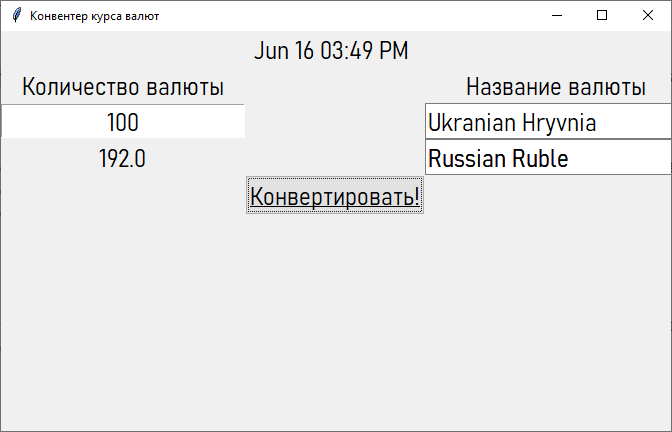 Конвентер курса валют
Jun 16 03:49 PM
Количество валюты Название валюты
100 Ukranian Hryvnia
192.0 Russian Ruble
Конвертировать!